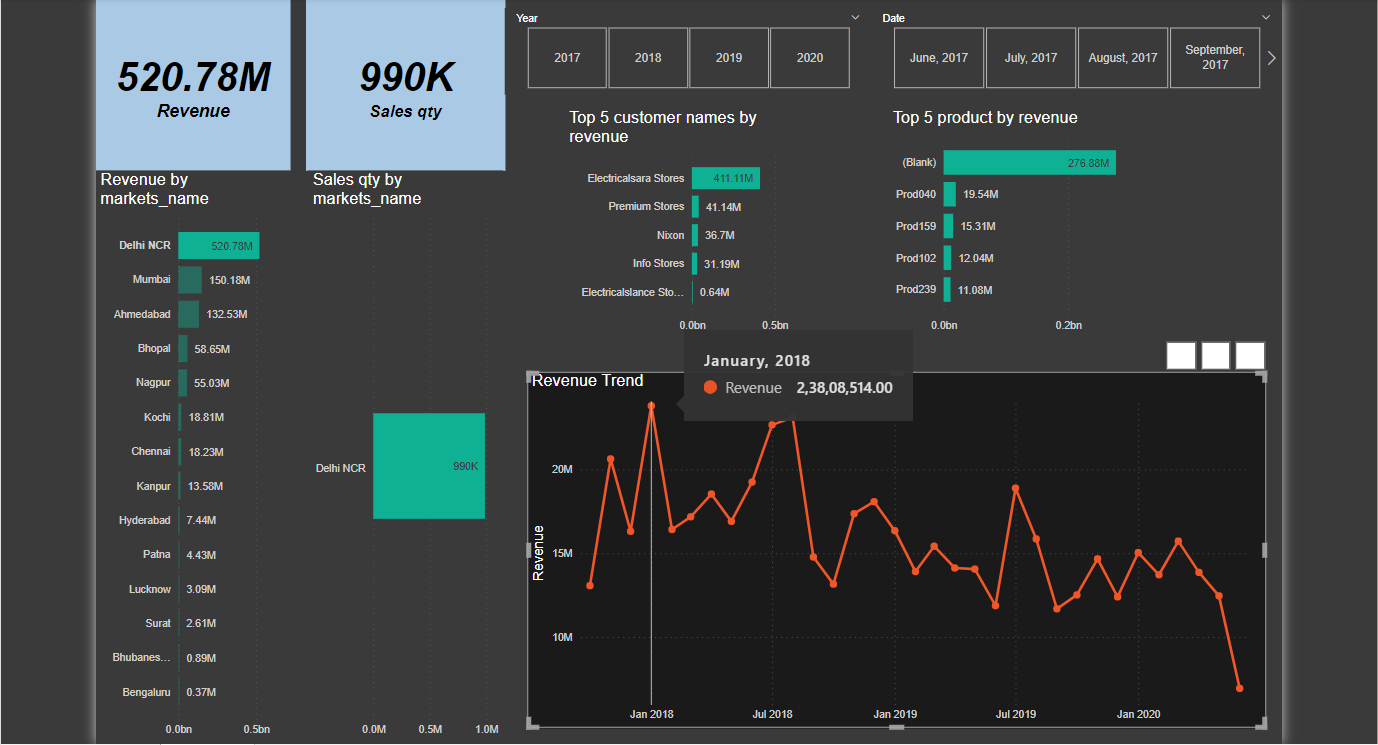 520.78M
Revenue
990K
Sales qty
Year
2017
2018
2019
2020
Date
June, 2017
July, 2017
August, 2017
September,
2017
Revenue by
markets_name
Delhi NCR
520.78M
Mumbai
150.18M
Ahmedabad
132.53M
Bhopal
58.65M
Nagpur
55.03M
Kochi
18.81M
Chennai
18.23M
Kanpur
13.58M
Hyderabad
7.44M
Patna
4.43M
Lucknow
3.09M
Surat
2.61M
Bhubanes...
0.89M
Bengaluru
0.37M
0.0bn
0.5bn
Sales qty by
markets_name
Delhi NCR
990K
0.0M
0.5M
1.0M
Top 5 customer names by
revenue
Electricalsara Stores
411.11M
Premium Stores
41.14M
Nixon
36.7M
Info Stores
31.19M
Electricalslance Sto...
0.64M
0.0bn
0.5bn
Top 5 product by revenue
(Blank)
276.88M
Prod040
19.54M
Prod159
15.31M
Prod102
12.04M
Prod239
11.08M
0.0bn
0.2bn
January, 2018
Revenue 2,38,08,514.00
Revenue Trend
Revenue
20M
15M
10M
Jan 2018
Jul 2018
Jan 2019
Jul 2019
Jan 2020